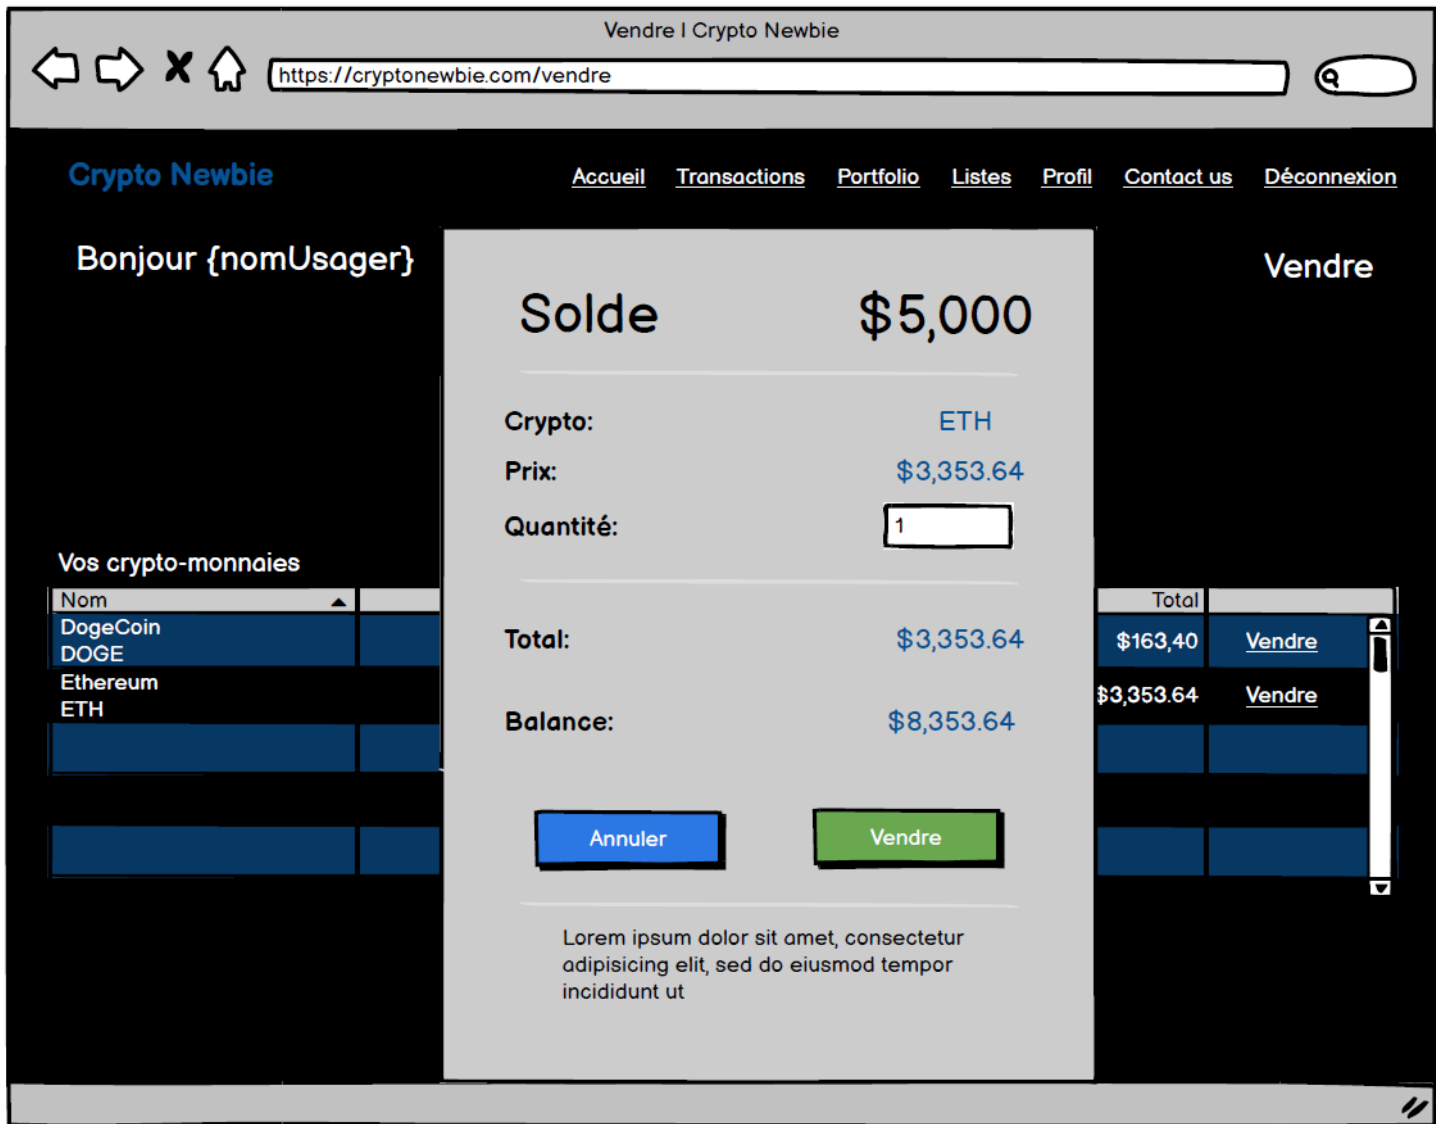 Vendre | Crypto Newbie
https://cryptonewbie.com/vendre
Crypto Newbie
Accueil Transactions Portfolio Listes Profil Contact us Déconnexion
Bonjour {nomUsager}
Vendre
Solde $5,000
Crypto: ETH
Prix: $3,353.64
Quantité: 1
Total: $3,353.64
Balance: $8,353.64
Annuler Vendre
Lorem ipsum dolor sit amet, consectetur
adipisicing elit, sed do eiusmod tempor
incididunt ut
Vos crypto-monnaies
Nom Total
DogeCoin
DOGE $163,40 Vendre
Ethereum
ETH $3,353.64 Vendre